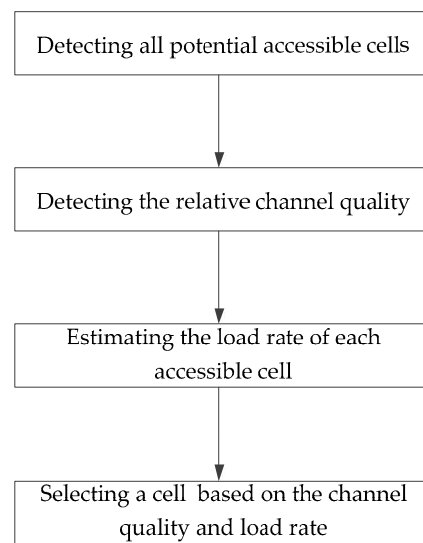 Detecting all potential accessible cells
Detecting the relative channel quality
Estimating the load rate of each
accessible cell
Selecting a cell based on the channel
quality and load rate